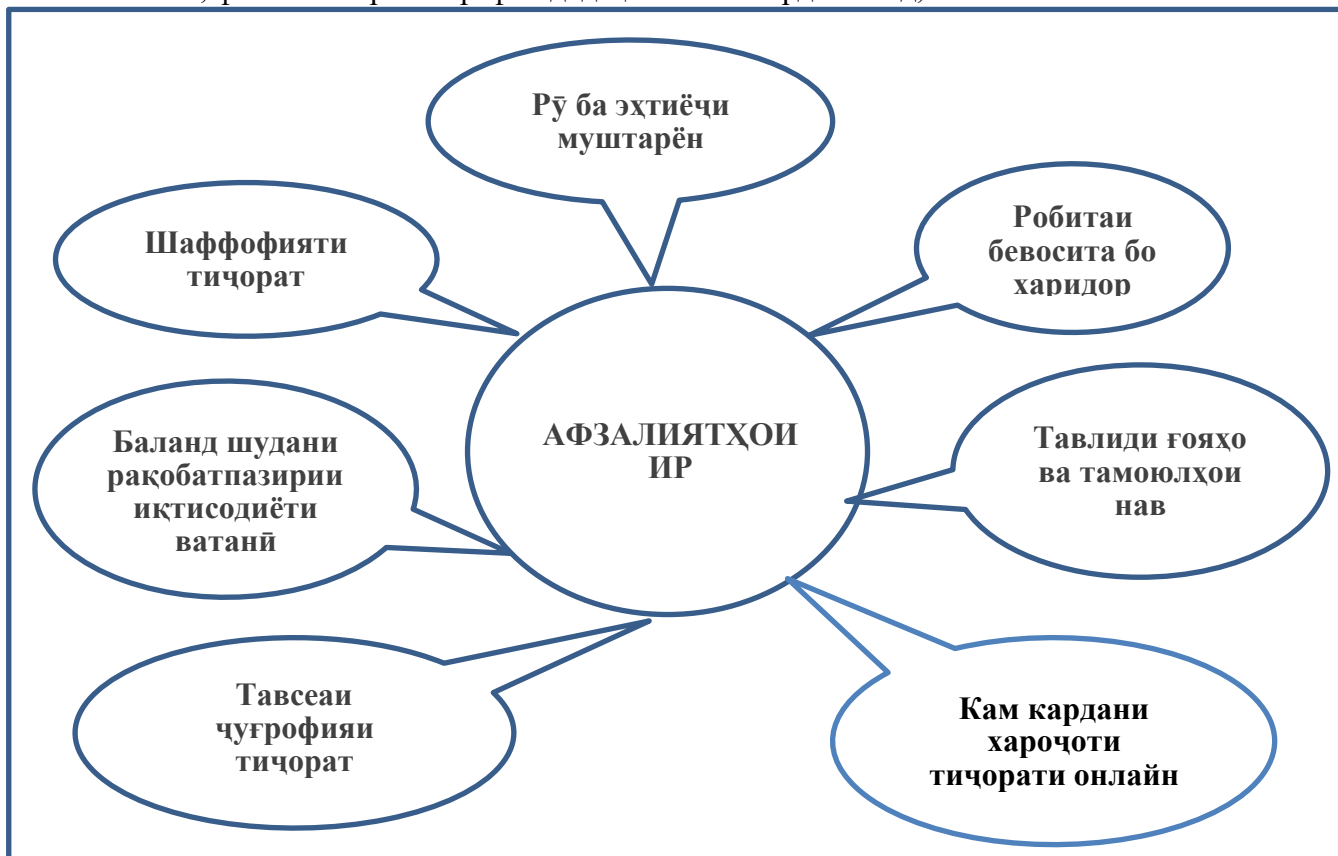 Рӯ ба эҳтиёҷи
муштарён
Шаффофияти
тиҷорат
Робитаи
бевосита бо
харидор
АФЗАЛИЯТҲОИ
ИР
Баланд шудани
рақобатпазирии
иқтисодиёти
ватанӣ
Тавлиди ғояҳо
ва тамоюлҳои
нав
Тавсеаи
ҷуғрофияи
тиҷорат
Кам кардани
хароҷоти
тиҷорати онлайн